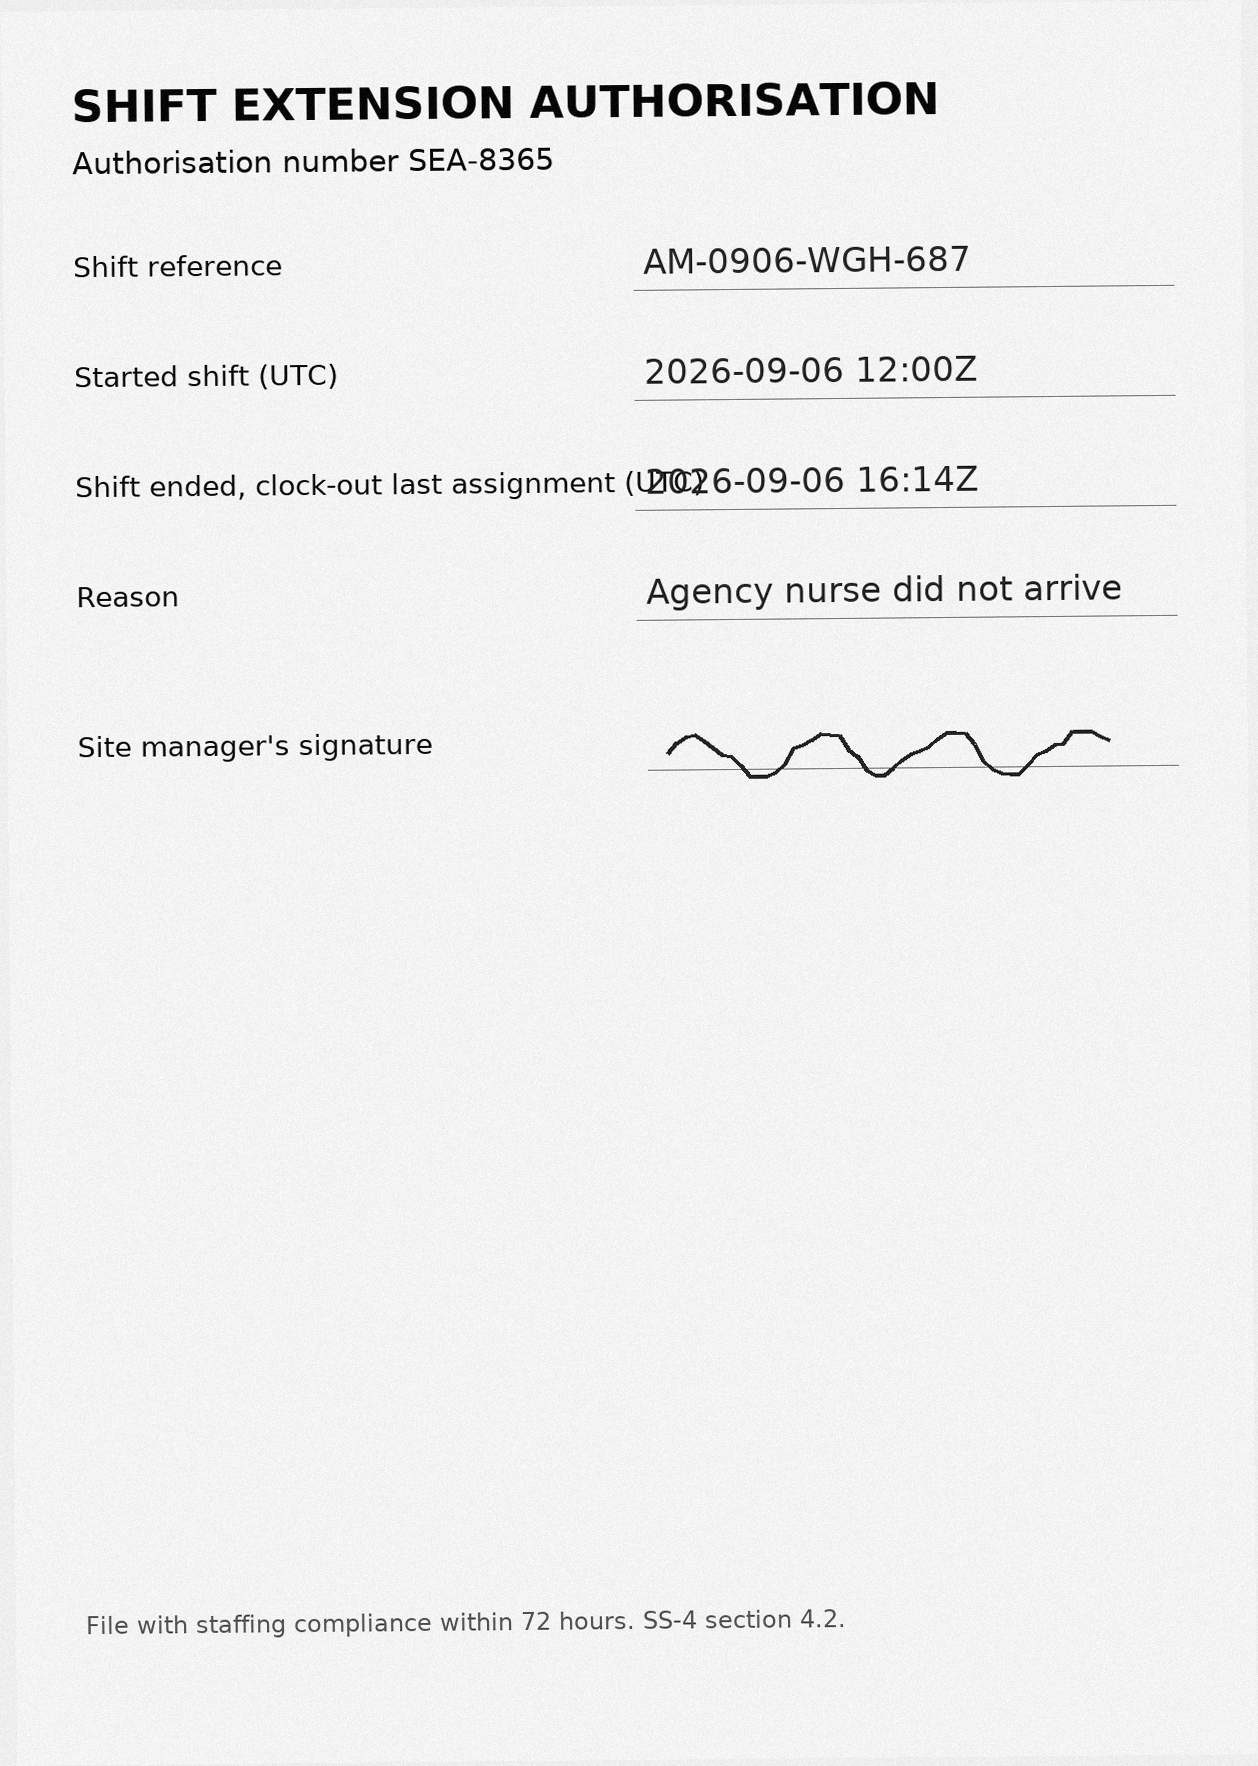 SHIFT EXTENSION AUTHORISATION
Authorisation number SEA-8365
Shift reference AM-0906-WGH-687
Started shift (UTC) 2026-09-06 12:00Z
Shift ended, clock-out last assignment (UTC) 2026-09-06 16:14Z
Reason Agency nurse did not arrive
Site manager's signature
File with staffing compliance within 72 hours. SS-4 section 4.2.